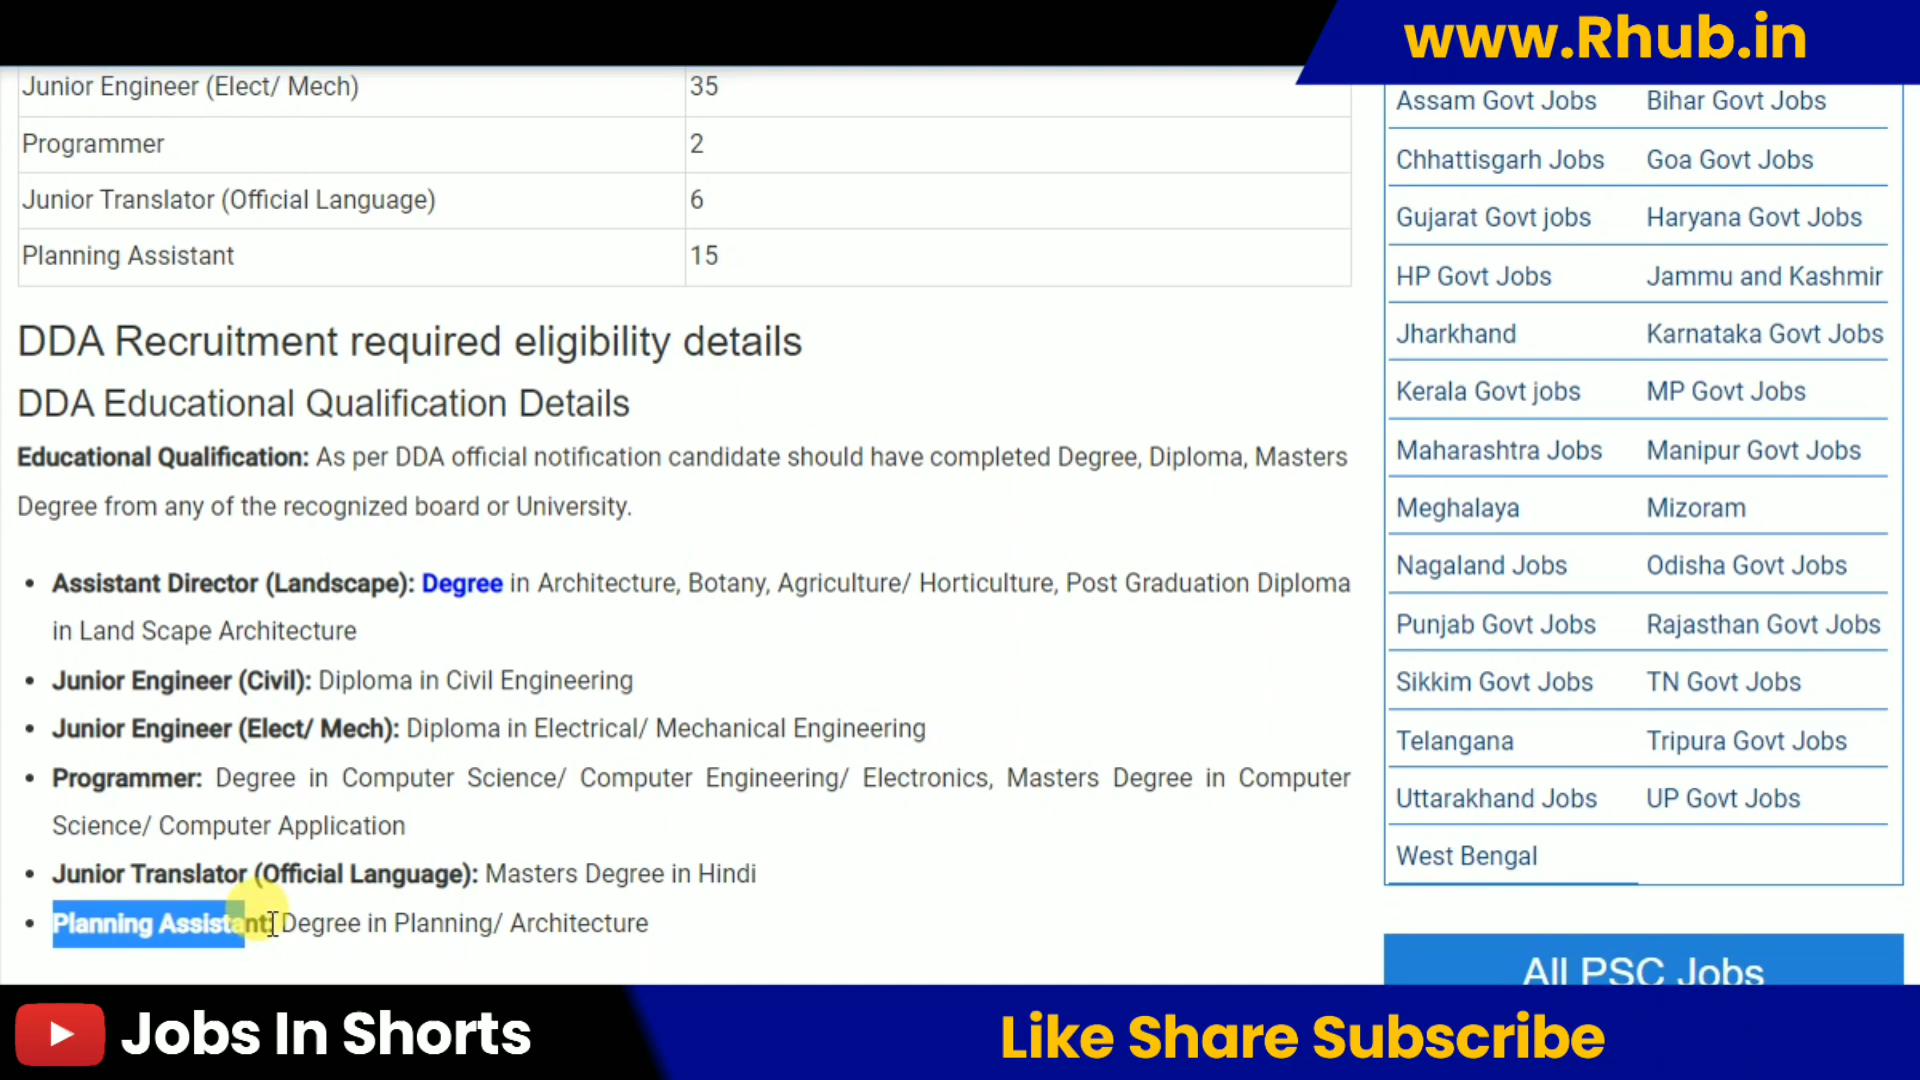 www.Rhub.in
Junior Engineer (Elect/ Mech) 35
Programmer 2
Junior Translator (Official Language) 6
Planning Assistant 15
DDA Recruitment required eligibility details
DDA Educational Qualification Details
Educational Qualification: As per DDA official notification candidate should have completed Degree, Diploma, Masters
Degree from any of the recognized board or University.
• Assistant Director (Landscape): Degree in Architecture, Botany, Agriculture/ Horticulture, Post Graduation Diploma
in Land Scape Architecture
• Junior Engineer (Civil): Diploma in Civil Engineering
• Junior Engineer (Elect/ Mech): Diploma in Electrical/ Mechanical Engineering
• Programmer: Degree in Computer Science/ Computer Engineering/ Electronics, Masters Degree in Computer
Science/ Computer Application
• Junior Translator (Official Language): Masters Degree in Hindi
• Planning Assistant: Degree in Planning/ Architecture
Assam Govt Jobs Bihar Govt Jobs
Chhattisgarh Jobs Goa Govt Jobs
Gujarat Govt jobs Haryana Govt Jobs
HP Govt Jobs Jammu and Kashmir
Jharkhand Karnataka Govt Jobs
Kerala Govt jobs MP Govt Jobs
Maharashtra Jobs Manipur Govt Jobs
Meghalaya Mizoram
Nagaland Jobs Odisha Govt Jobs
Punjab Govt Jobs Rajasthan Govt Jobs
Sikkim Govt Jobs TN Govt Jobs
Telangana Tripura Govt Jobs
Uttarakhand Jobs UP Govt Jobs
West Bengal
All PSC Jobs
Jobs In Shorts
Like Share Subscribe